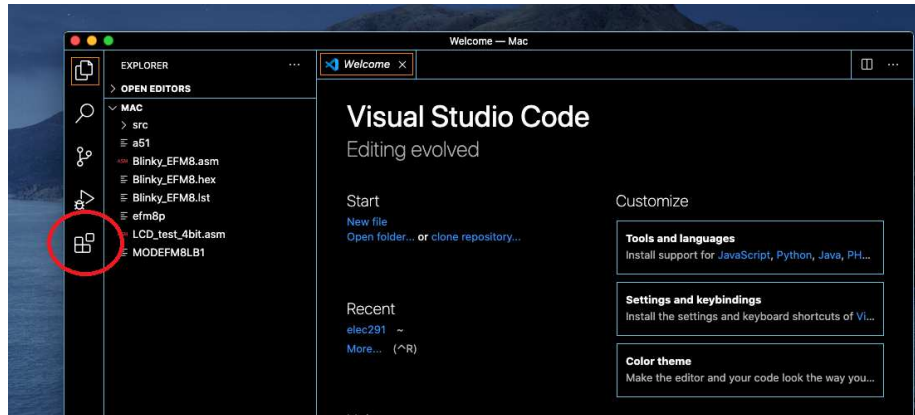 Welcome — Mac
EXPLORER
...
Welcome ×
...
> OPEN EDITORS
MAC
> src
a51
Blinky_EFM8.asm
Blinky_EFM8.hex
Blinky_EFM8.lst
efm8p
LCD_test_4bit.asm
MODEFM8LB1
Visual Studio Code
Editing evolved
Start
New file
Open folder... or clone repository...
Recent
elec291 ~
More... (^R)
Customize
Tools and languages
Install support for JavaScript, Python, Java, PH...
Settings and keybindings
Install the settings and keyboard shortcuts of Vi...
Color theme
Make the editor and your code look the way you...